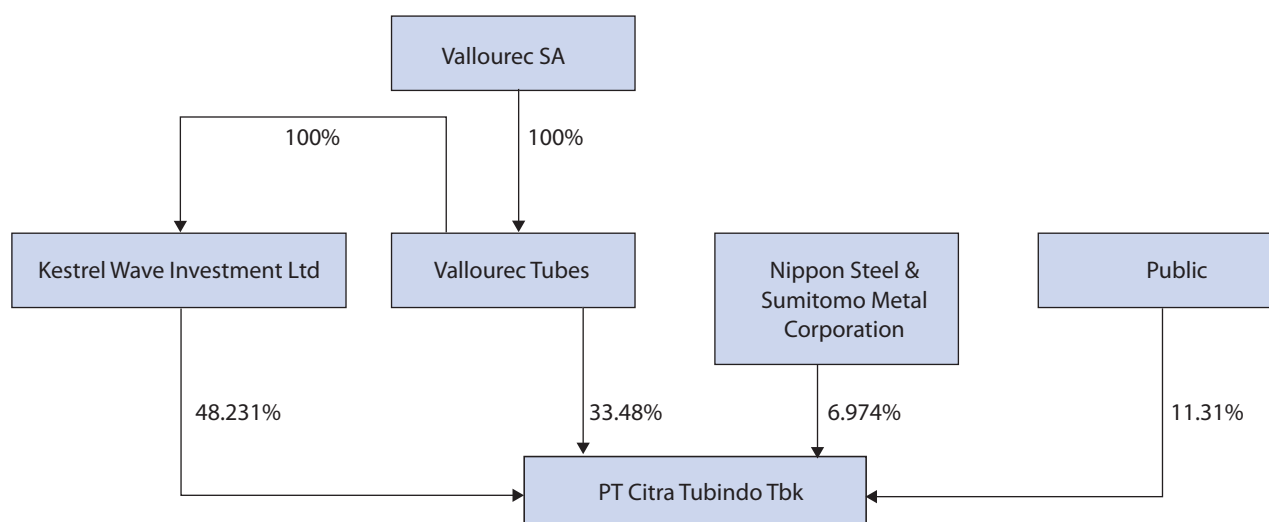 Vallourec SA
100%
100%
Kestrel Wave Investment Ltd
Vallourec Tubes
Nippon Steel &
Sumitomo Metal
Corporation
Public
48.231%
33.48%
6.974%
11.31%
PT Citra Tubindo Tbk